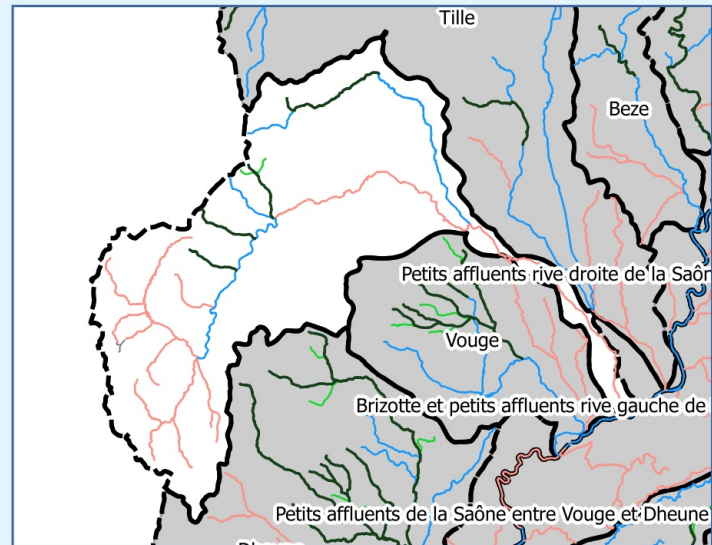 Tille
Beze
Petits affluents rive droite de la Saôn
Vouge
Brizotte et petits affluents rive gauche de
Petits affluents de la Saône entre Vouge et Dheune